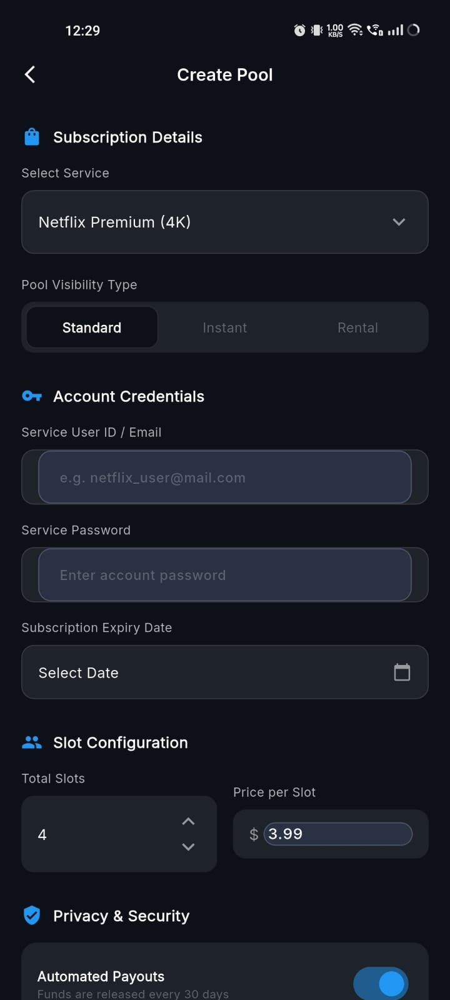 12:29
1.00
KB/S
Create Pool
Subscription Details
Select Service
Netflix Premium (4K)
Pool Visibility Type
Standard Instant Rental
Account Credentials
Service User ID / Email
e.g. netflix_user@mail.com
Service Password
Enter account password
Subscription Expiry Date
Select Date
Slot Configuration
Total Slots
4
Price per Slot
$ 3.99
Privacy & Security
Automated Payouts
Funds are released every 30 days